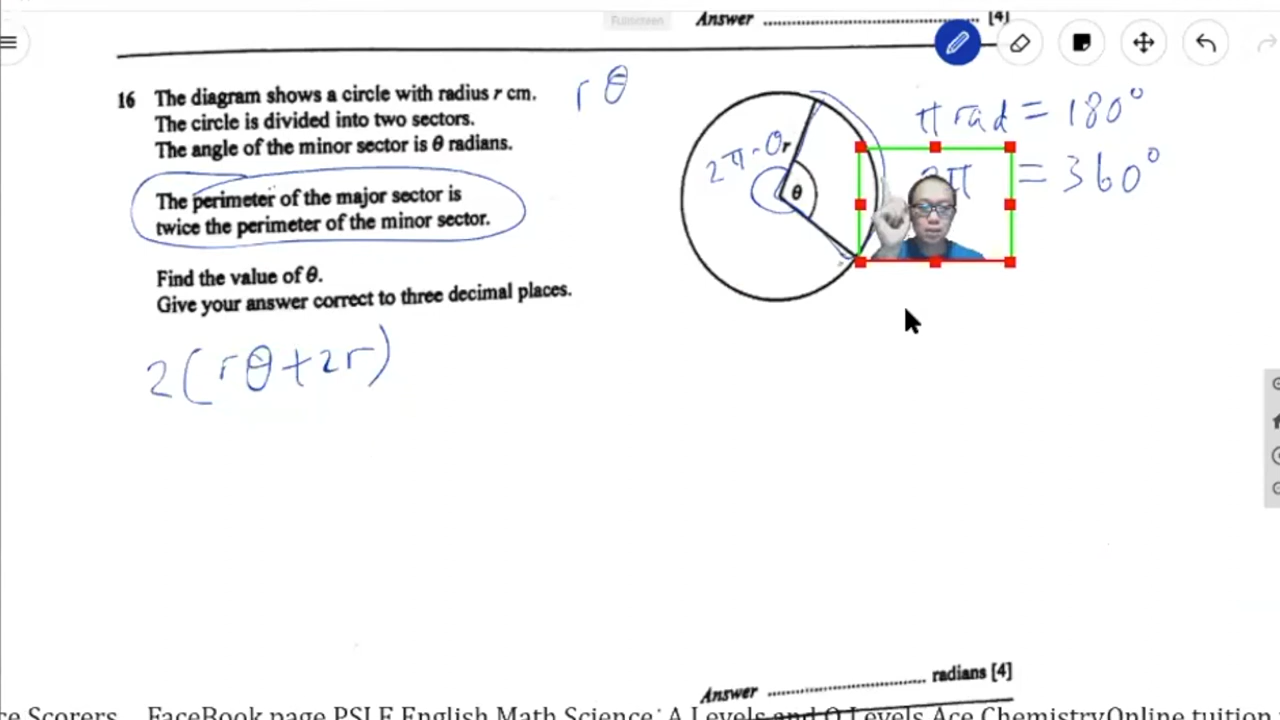 Fullscreen
Answer ........................................ [4]
16 The diagram shows a circle with radius r cm.
The circle is divided into two sectors.
The angle of the minor sector is θ radians.
The perimeter of the major sector is
twice the perimeter of the minor sector.
Find the value of θ.
Give your answer correct to three decimal places.
rθ
2π-θ
r
θ
π rad = 180°
2π = 360°
2(rθ+2r)
Answer ............................. radians [4]
ce Scorers FaceBook page PSLE English Math Science A Levels and O Levels Ace Chemistry Online tuition